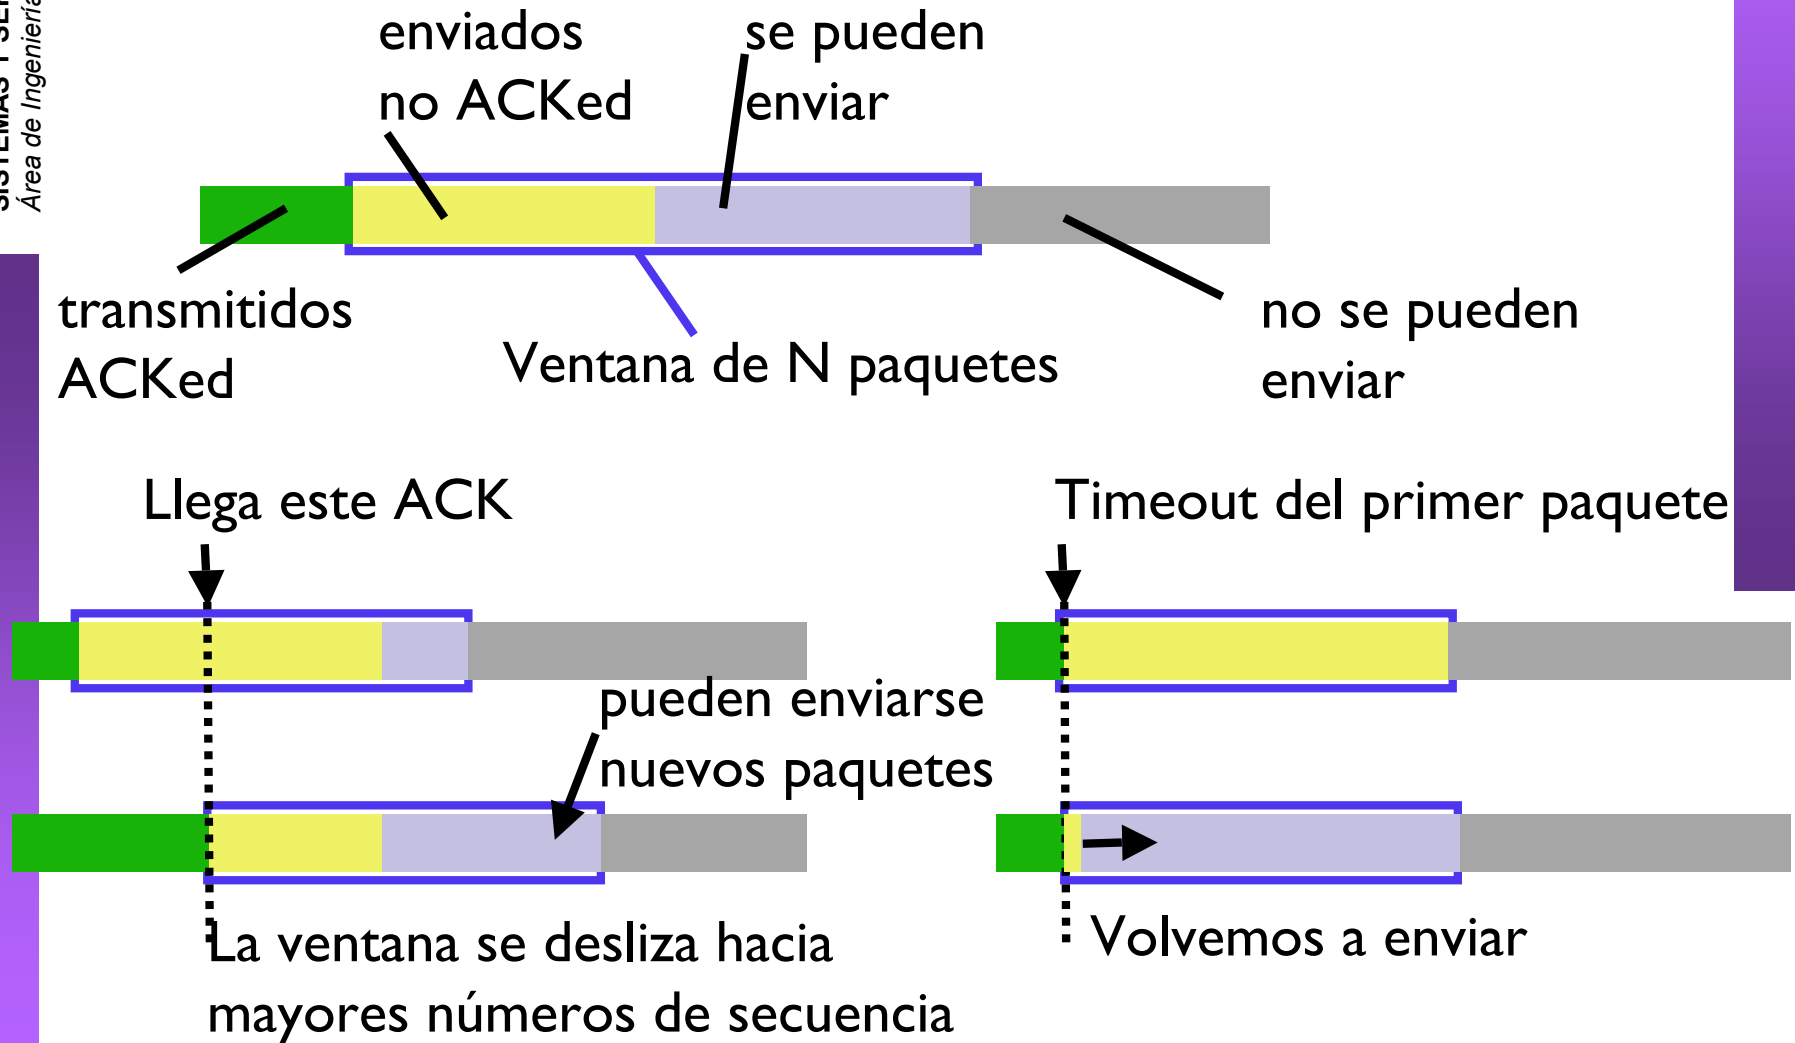 Área de Ingeniería
enviados
no ACKed
se pueden
enviar
transmitidos
ACKed
Ventana de N paquetes
no se pueden
enviar
Llega este ACK
Timeout del primer paquete
pueden enviarse
nuevos paquetes
La ventana se desliza hacia
mayores números de secuencia
Volvemos a enviar